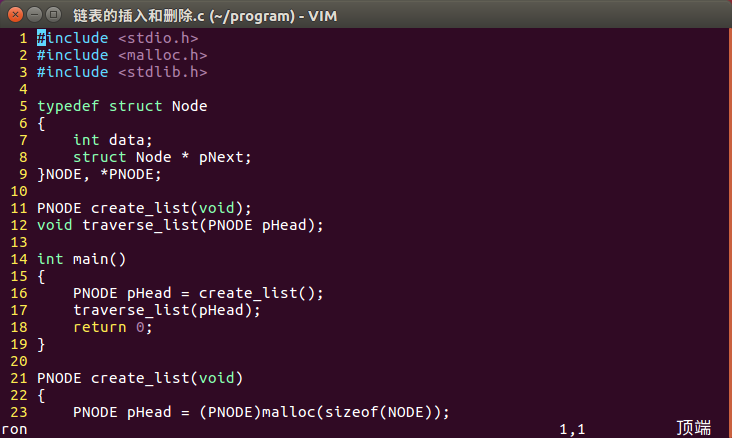 链表的插入和删除.c (~/program) - VIM
1 #include <stdio.h>
2 #include <malloc.h>
3 #include <stdlib.h>
4
5 typedef struct Node
6 {
7     int data;
8     struct Node * pNext;
9 }NODE, *PNODE;
10
11 PNODE create_list(void);
12 void traverse_list(PNODE pHead);
13
14 int main()
15 {
16     PNODE pHead = create_list();
17     traverse_list(pHead);
18     return 0;
19 }
20
21 PNODE create_list(void)
22 {
23     PNODE pHead = (PNODE)malloc(sizeof(NODE));
ron 1,1 顶端